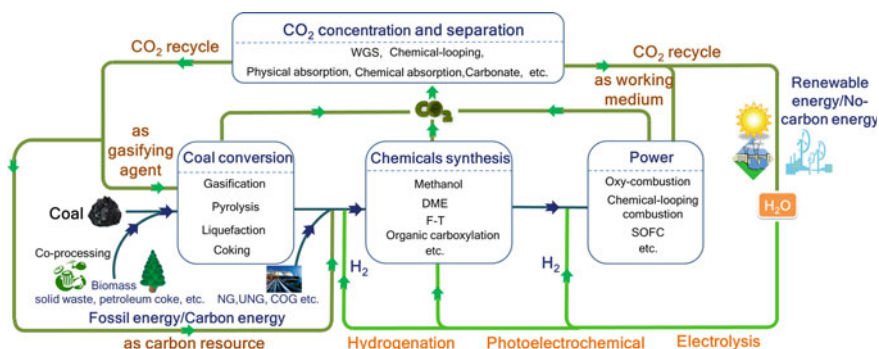 CO₂ concentration and separation
WGS, Chemical-looping,
Physical absorption, Chemical absorption,Carbonate, etc.
CO₂ recycle
CO₂ recycle
as working
medium
Renewable
energy/No-
carbon energy
CO₂
as
gasifying
agent
Coal conversion
Gasification
Pyrolysis
Liquefaction
Coking
Chemicals synthesis
Methanol
DME
F-T
Organic carboxylation
etc.
Power
Oxy-combustion
Chemical-looping
combustion
SOFC
etc.
H₂O
Coal
Co-processing
Biomass
solid waste, petroleum coke, etc.
NG,UNG, COG etc.
H₂
H₂
Fossil energy/Carbon energy
as carbon resource
Hydrogenation
Photoelectrochemical
Electrolysis